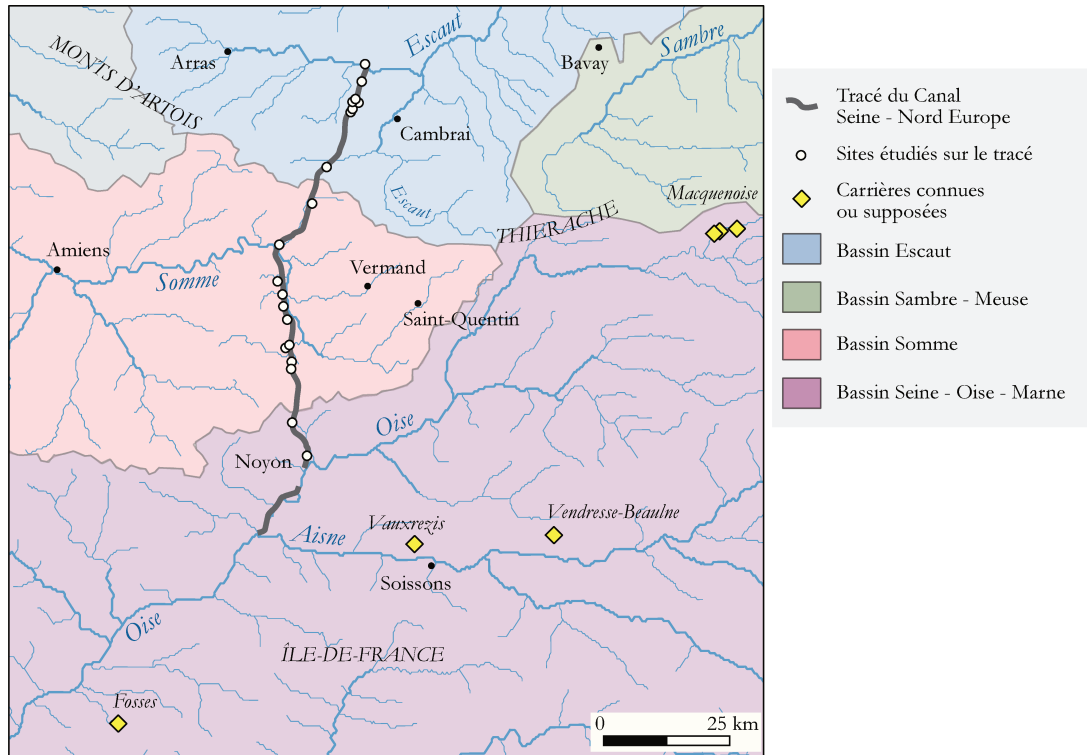 Escaut
Sambre
Arras
Bavay
MONTS D'ARTOIS
Cambrai
Macquenoise
Escaut
THIERACHE
Amiens
Vermand
Somme
Saint-Quentin
Oise
Noyon
Vauxrezis
Vendresse-Beaulne
Aisne
Soissons
Oise
ÎLE-DE-FRANCE
Fosses
0 25 km
Tracé du Canal
Seine - Nord Europe
Sites étudiés sur le tracé
Carrières connues
ou supposées
Bassin Escaut
Bassin Sambre - Meuse
Bassin Somme
Bassin Seine - Oise - Marne